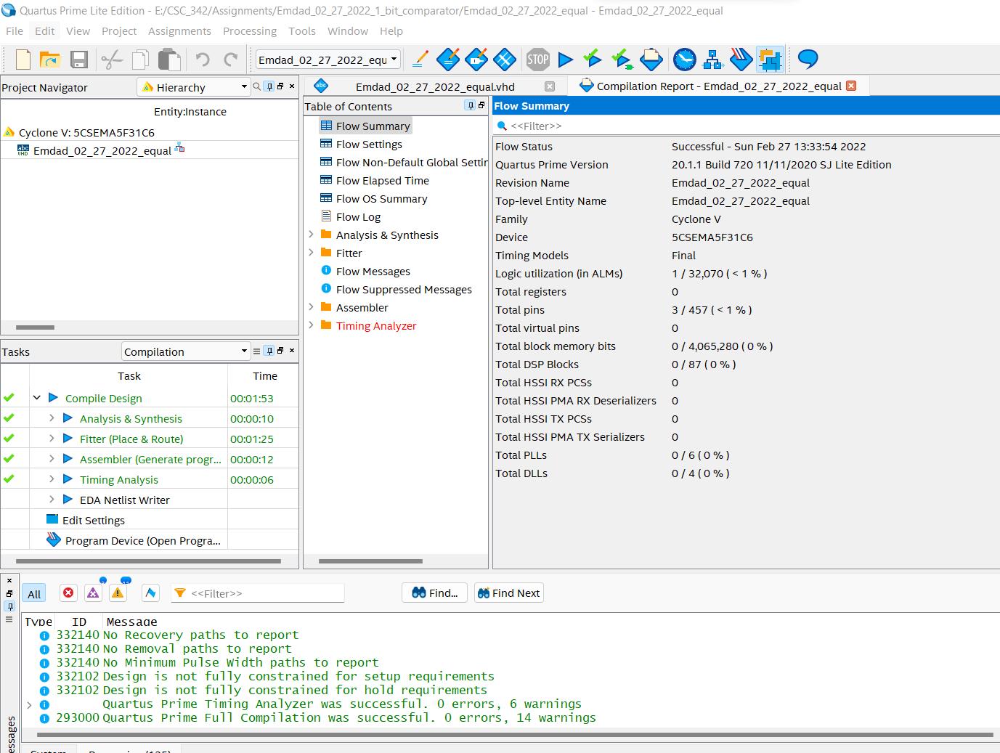 Quartus Prime Lite Edition - E:/CSC_342/Assignments/Emdad_02_27_2022_1_bit_comparator/Emdad_02_27_2022_equal - Emdad_02_27_2022_equal
File Edit View Project Assignments Processing Tools Window Help
Emdad_02_27_2022_equ
STOP
Project Navigator
Hierarchy
Entity:Instance
Cyclone V: 5CSEMA5F31C6
Emdad_02_27_2022_equal
Tasks
Compilation
Task Time
Compile Design 00:01:53
Analysis & Synthesis 00:00:10
Fitter (Place & Route) 00:01:25
Assembler (Generate progr... 00:00:12
Timing Analysis 00:00:06
EDA Netlist Writer
Edit Settings
Program Device (Open Progra...
Emdad_02_27_2022_equal.vhd
Compilation Report - Emdad_02_27_2022_equal
Table of Contents
Flow Summary
Flow Settings
Flow Non-Default Global Settin
Flow Elapsed Time
Flow OS Summary
Flow Log
Analysis & Synthesis
Fitter
Flow Messages
Flow Suppressed Messages
Assembler
Timing Analyzer
Flow Summary
<<Filter>>
Flow Status Successful - Sun Feb 27 13:33:54 2022
Quartus Prime Version 20.1.1 Build 720 11/11/2020 SJ Lite Edition
Revision Name Emdad_02_27_2022_equal
Top-level Entity Name Emdad_02_27_2022_equal
Family Cyclone V
Device 5CSEMA5F31C6
Timing Models Final
Logic utilization (in ALMs) 1 / 32,070 ( < 1 % )
Total registers 0
Total pins 3 / 457 ( < 1 % )
Total virtual pins 0
Total block memory bits 0 / 4,065,280 ( 0 % )
Total DSP Blocks 0 / 87 ( 0 % )
Total HSSI RX PCSs 0
Total HSSI PMA RX Deserializers 0
Total HSSI TX PCSs 0
Total HSSI PMA TX Serializers 0
Total PLLs 0 / 6 ( 0 % )
Total DLLs 0 / 4 ( 0 % )
All
<<Filter>>
Find...
Find Next
Type ID Message
332140 No Recovery paths to report
332140 No Removal paths to report
332140 No Minimum Pulse Width paths to report
332102 Design is not fully constrained for setup requirements
332102 Design is not fully constrained for hold requirements
Quartus Prime Timing Analyzer was successful. 0 errors, 6 warnings
293000 Quartus Prime Full Compilation was successful. 0 errors, 14 warnings